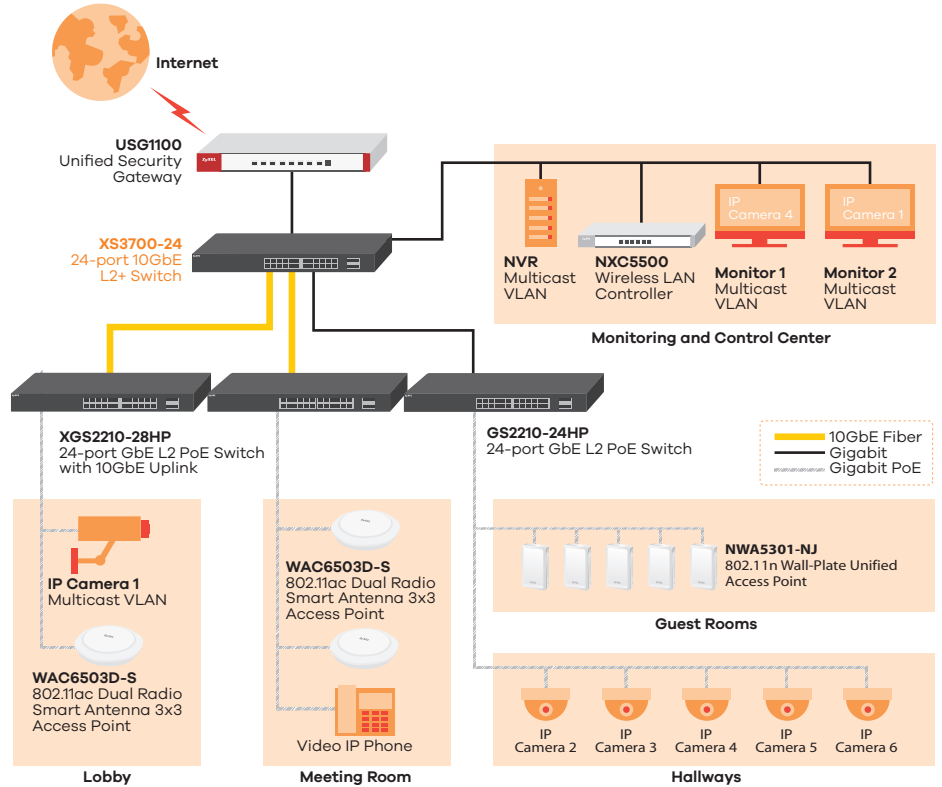 Internet
USG1100
Unified Security
Gateway
ZyXEL
XS3700-24
24-port 10GbE
L2+ Switch
IP
Camera 4
IP
Camera 1
NVR
Multicast
VLAN
NXC5500
Wireless LAN
Controller
Monitor 1
Multicast
VLAN
Monitor 2
Multicast
VLAN
Monitoring and Control Center
XGS2210-28HP
24-port GbE L2 PoE Switch
with 10GbE Uplink
GS2210-24HP
24-port GbE L2 PoE Switch
10GbE Fiber
Gigabit
Gigabit PoE
IP Camera 1
Multicast VLAN
WAC6503D-S
802.11ac Dual Radio
Smart Antenna 3x3
Access Point
Lobby
WAC6503D-S
802.11ac Dual Radio
Smart Antenna 3x3
Access Point
Video IP Phone
Meeting Room
NWA5301-NJ
802.11n Wall-Plate Unified
Access Point
Guest Rooms
IP
Camera 2
IP
Camera 3
IP
Camera 4
IP
Camera 5
IP
Camera 6
Hallways